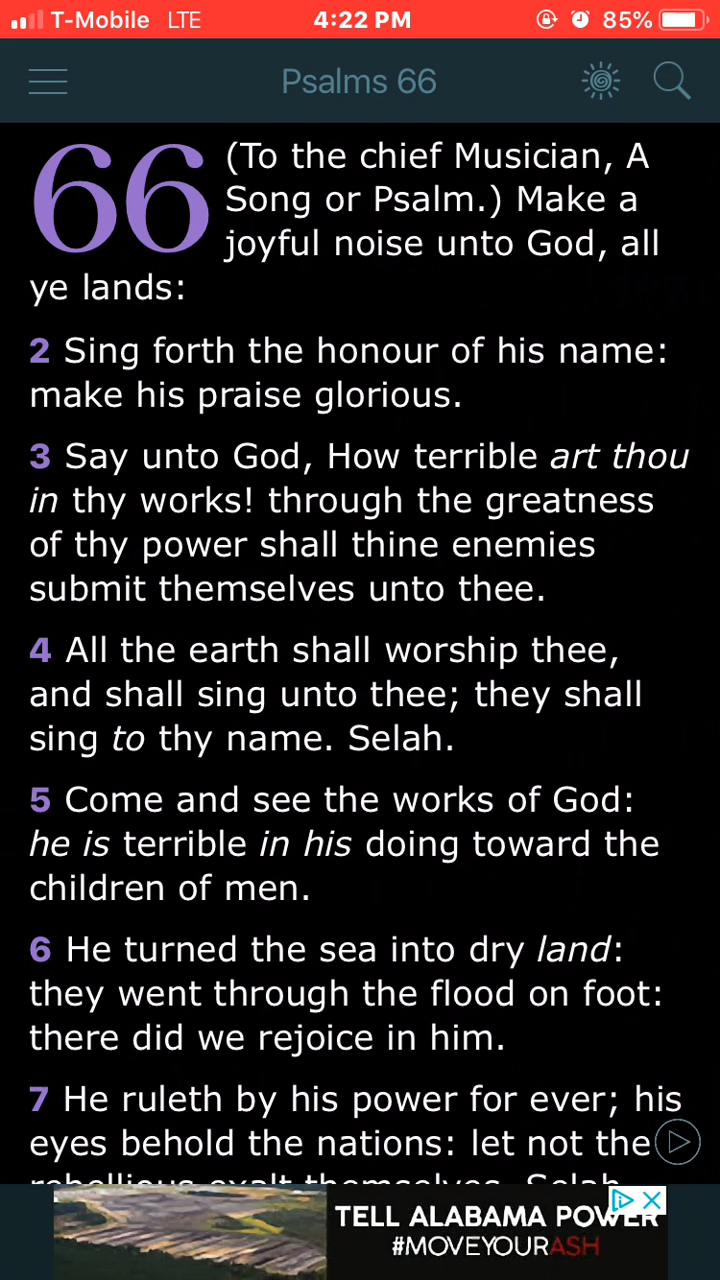 T-Mobile LTE 4:22 PM 85%
Psalms 66
66 (To the chief Musician, A
Song or Psalm.) Make a
joyful noise unto God, all
ye lands:
2 Sing forth the honour of his name:
make his praise glorious.
3 Say unto God, How terrible art thou
in thy works! through the greatness
of thy power shall thine enemies
submit themselves unto thee.
4 All the earth shall worship thee,
and shall sing unto thee; they shall
sing to thy name. Selah.
5 Come and see the works of God:
he is terrible in his doing toward the
children of men.
6 He turned the sea into dry land:
they went through the flood on foot:
there did we rejoice in him.
7 He ruleth by his power for ever; his
eyes behold the nations: let not the
rebellious exalt themselves. Selah.
TELL ALABAMA POWER
#MOVEYOURASH